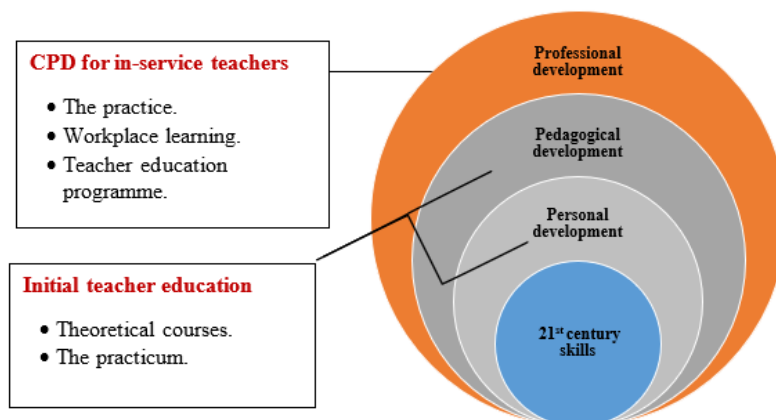 CPD for in-service teachers
• The practice.
• Workplace learning.
• Teacher education
programme.
Initial teacher education
• Theoretical courses.
• The practicum.
Professional
development
Pedagogical
development
Personal
development
21st century
skills